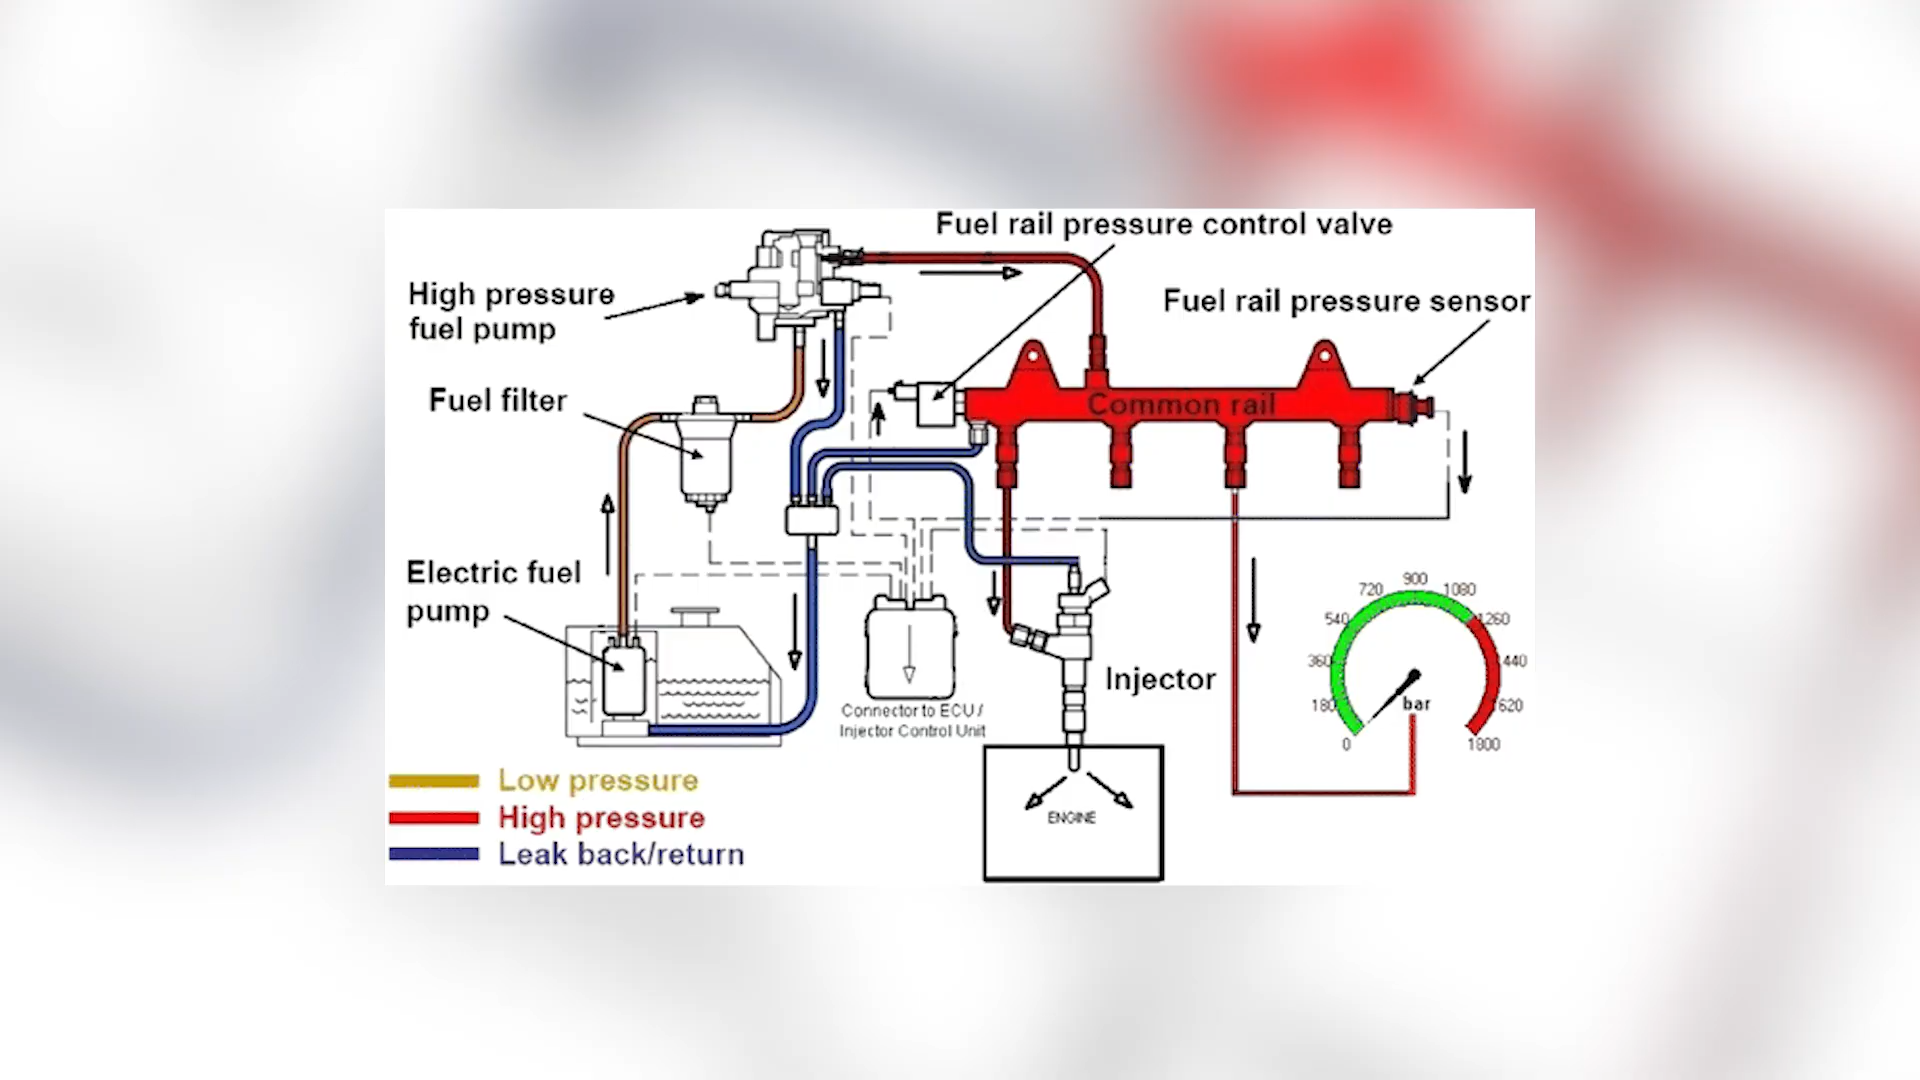 Fuel rail pressure control valve
High pressure
fuel pump
Fuel rail pressure sensor
Fuel filter
Common rail
Electric fuel
pump
Injector
Connector to ECU /
Injector Control Unit
ENGINE
900
720
1080
540
1260
360
440
180
bar
620
0
1800
Low pressure
High pressure
Leak back/return